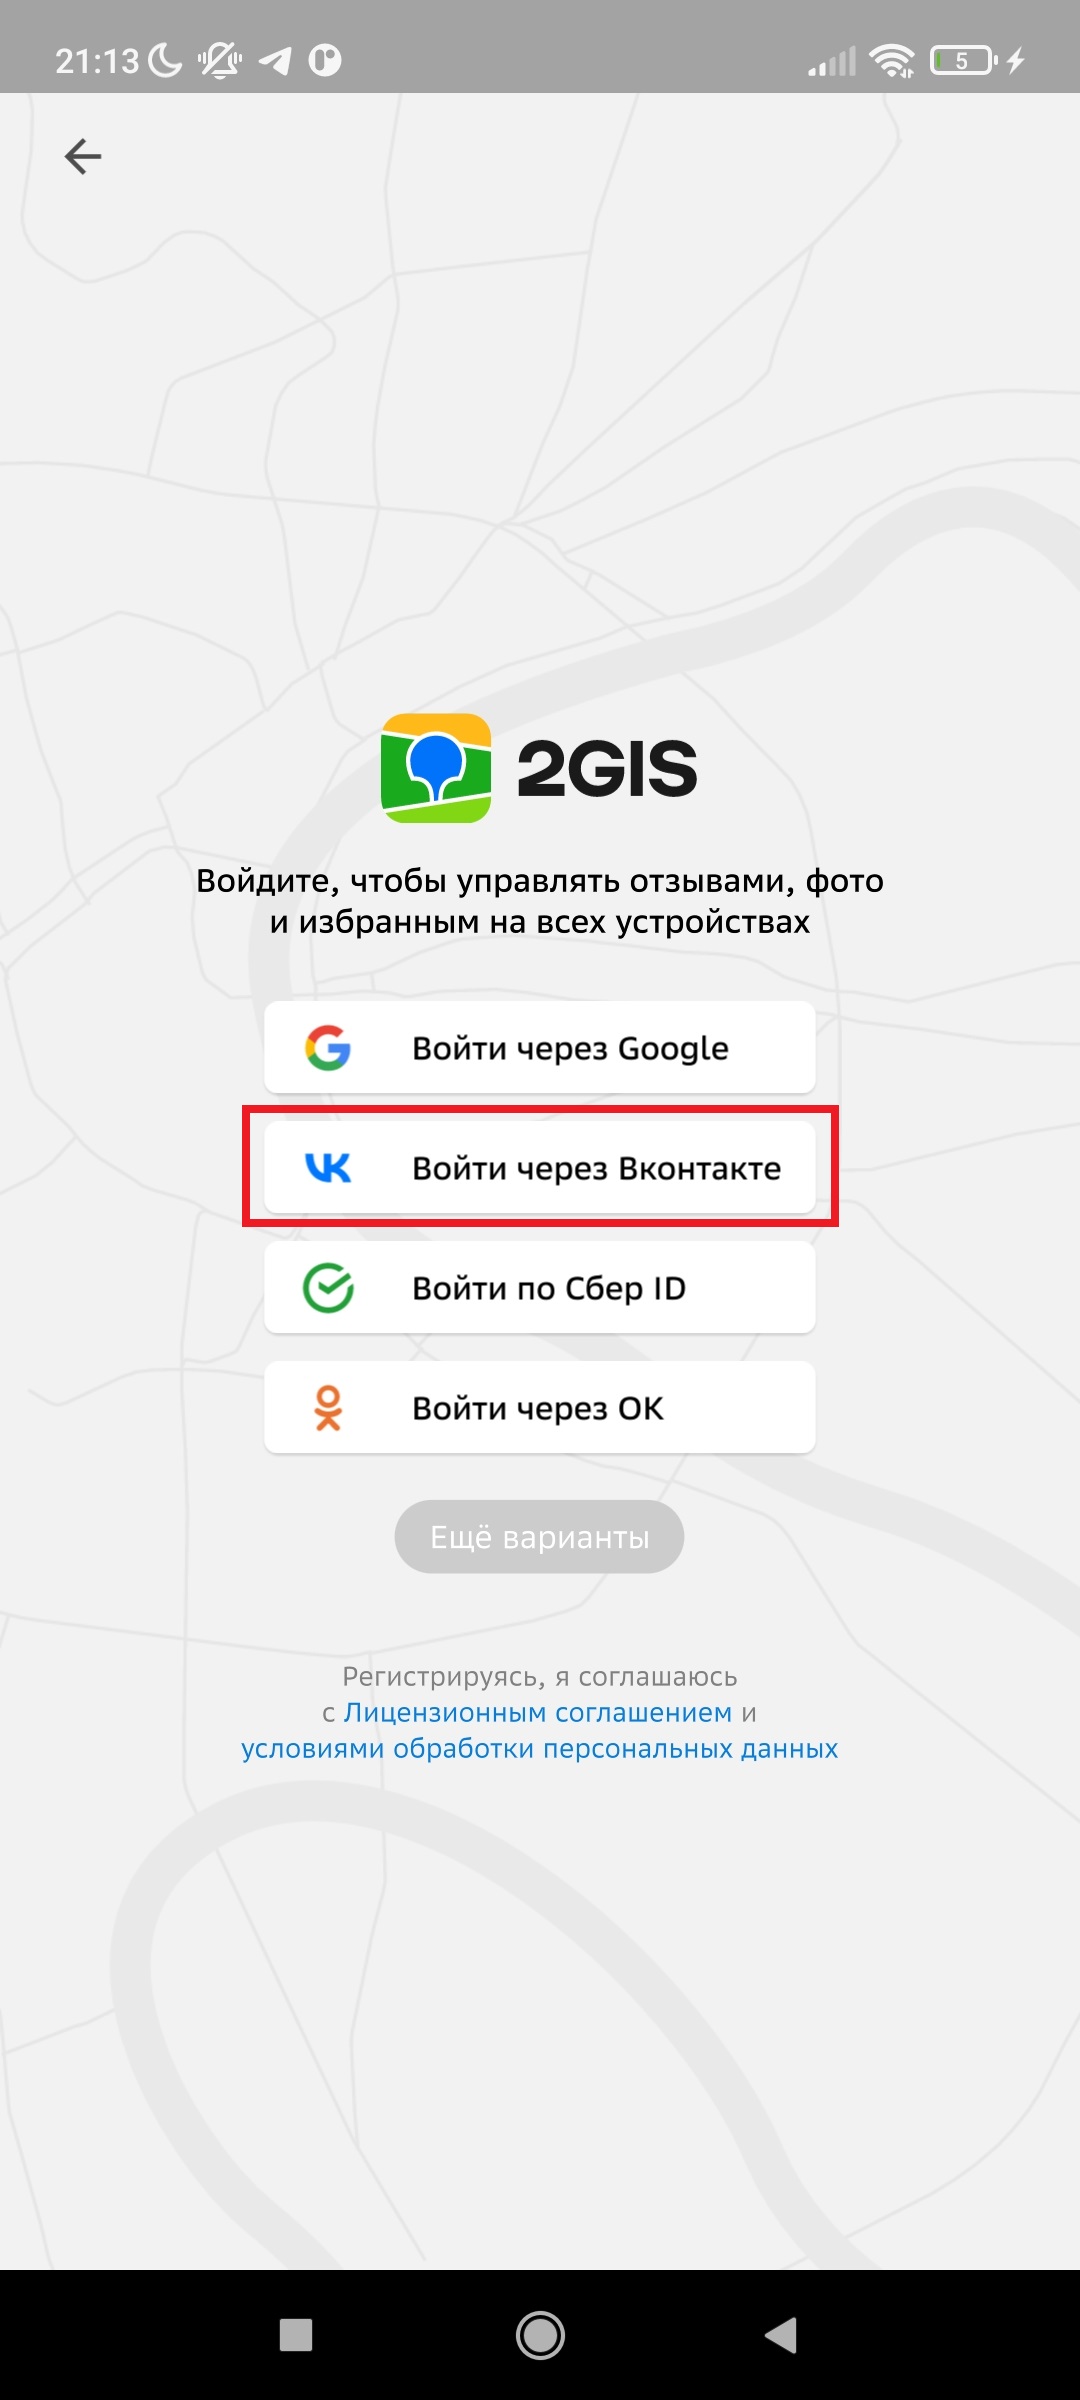 21:13
5
2GIS
Войдите, чтобы управлять отзывами, фото
и избранным на всех устройствах
Войти через Google
Войти через Вконтакте
Войти по Сбер ID
Войти через OK
Ещё варианты
Регистрируясь, я соглашаюсь
с Лицензионным соглашением и
условиями обработки персональных данных